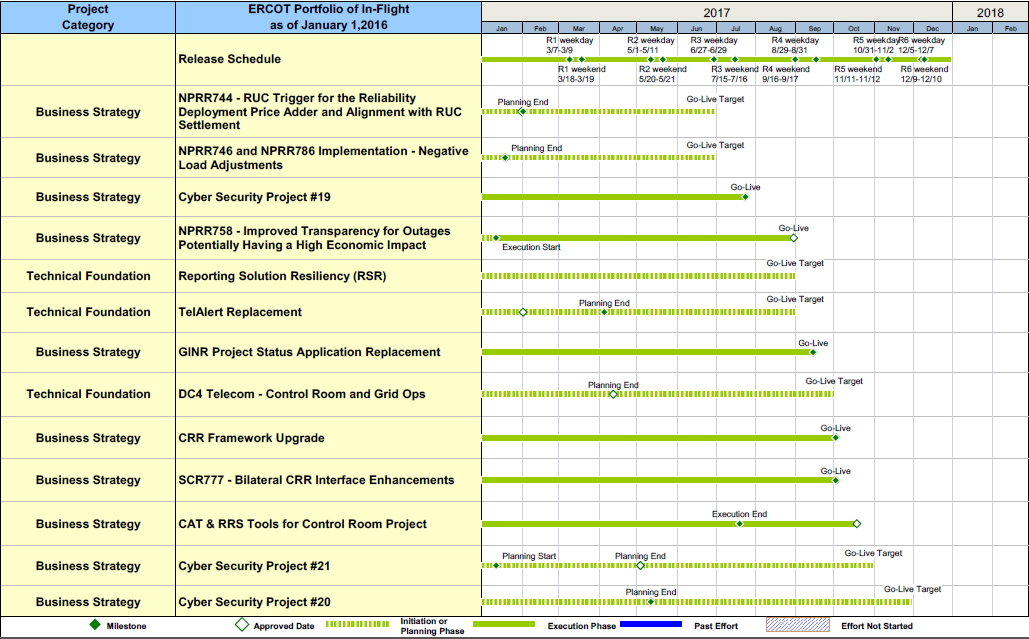 Project
Category
ERCOT Portfolio of In-Flight
as of January 1,2016
2017
2018
Jan Feb Mar Apr May Jun Jul Aug Sep Oct Nov Dec Jan Feb
Release Schedule
R1 weekday
3/7-3/9
R2 weekday
5/1-5/11
R3 weekday
6/27-6/29
R4 weekday
8/29-8/31
R5 weekday
10/31-11/2
R6 weekday
12/5-12/7
R1 weekend
3/18-3/19
R2 weekend
5/20-5/21
R3 weekend
7/15-7/16
R4 weekend
9/16-9/17
R5 weekend
11/11-11/12
R6 weekend
12/9-12/10
Business Strategy
NPRR744 - RUC Trigger for the Reliability
Deployment Price Adder and Alignment with RUC
Settlement
Planning End
Go-Live Target
Business Strategy
NPRR746 and NPRR786 Implementation - Negative
Load Adjustments
Planning End
Go-Live Target
Business Strategy
Cyber Security Project #19
Go-Live
Business Strategy
NPRR758 - Improved Transparency for Outages
Potentially Having a High Economic Impact
Execution Start
Go-Live
Technical Foundation
Reporting Solution Resiliency (RSR)
Go-Live Target
Technical Foundation
TelAlert Replacement
Planning End
Go-Live Target
Business Strategy
GINR Project Status Application Replacement
Go-Live
Technical Foundation
DC4 Telecom - Control Room and Grid Ops
Planning End
Go-Live Target
Business Strategy
CRR Framework Upgrade
Go-Live
Business Strategy
SCR777 - Bilateral CRR Interface Enhancements
Go-Live
Business Strategy
CAT & RRS Tools for Control Room Project
Execution End
Business Strategy
Cyber Security Project #21
Planning Start
Planning End
Go-Live Target
Business Strategy
Cyber Security Project #20
Planning End
Go-Live Target
Milestone
Approved Date
Initiation or
Planning Phase
Execution Phase
Past Effort
Effort Not Started